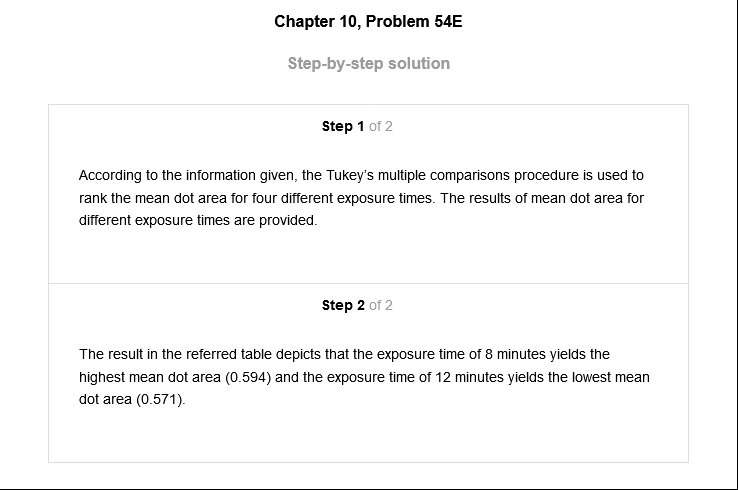 Chapter 10, Problem 54E
Step-by-step solution
Step 1 of 2
According to the information given, the Tukey’s multiple comparisons procedure is used to
rank the mean dot area for four different exposure times. The results of mean dot area for
different exposure times are provided.
Step 2 of 2
The result in the referred table depicts that the exposure time of 8 minutes yields the
highest mean dot area (0.594) and the exposure time of 12 minutes yields the lowest mean
dot area (0.571).